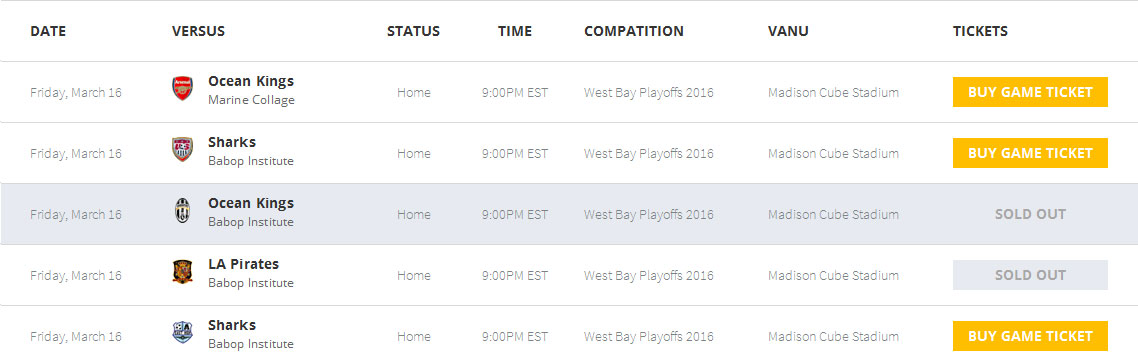 DATE VERSUS STATUS TIME COMPATITION VANU TICKETS
Friday, March 16 Ocean Kings Home 9:00PM EST West Bay Playoffs 2016 Madison Cube Stadium BUY GAME TICKET
Marine Collage
Friday, March 16 Sharks Home 9:00PM EST West Bay Playoffs 2016 Madison Cube Stadium BUY GAME TICKET
Babop Institute
Friday, March 16 Ocean Kings Home 9:00PM EST West Bay Playoffs 2016 Madison Cube Stadium SOLD OUT
Babop Institute
Friday, March 16 LA Pirates Home 9:00PM EST West Bay Playoffs 2016 Madison Cube Stadium SOLD OUT
Babop Institute
Friday, March 16 Sharks Home 9:00PM EST West Bay Playoffs 2016 Madison Cube Stadium BUY GAME TICKET
Babop Institute